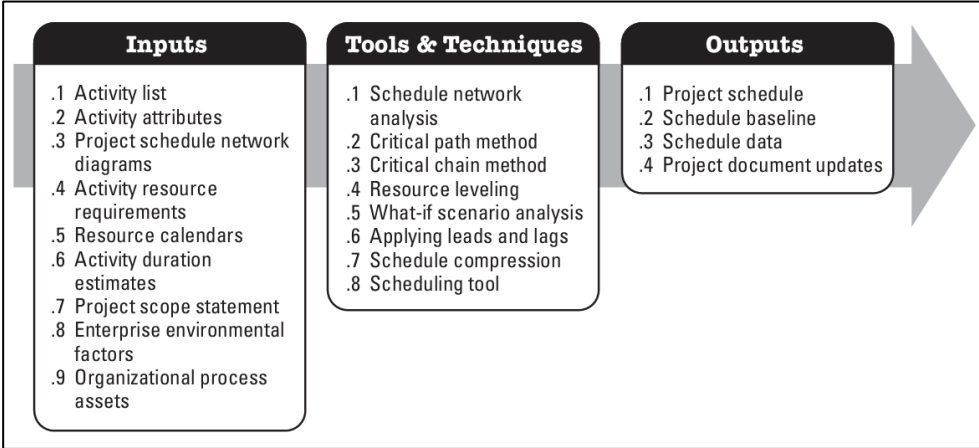 Inputs
.1 Activity list
.2 Activity attributes
.3 Project schedule network
diagrams
.4 Activity resource
requirements
.5 Resource calendars
.6 Activity duration
estimates
.7 Project scope statement
.8 Enterprise environmental
factors
.9 Organizational process
assets
Tools & Techniques
.1 Schedule network
analysis
.2 Critical path method
.3 Critical chain method
.4 Resource leveling
.5 What-if scenario analysis
.6 Applying leads and lags
.7 Schedule compression
.8 Scheduling tool
Outputs
.1 Project schedule
.2 Schedule baseline
.3 Schedule data
.4 Project document updates